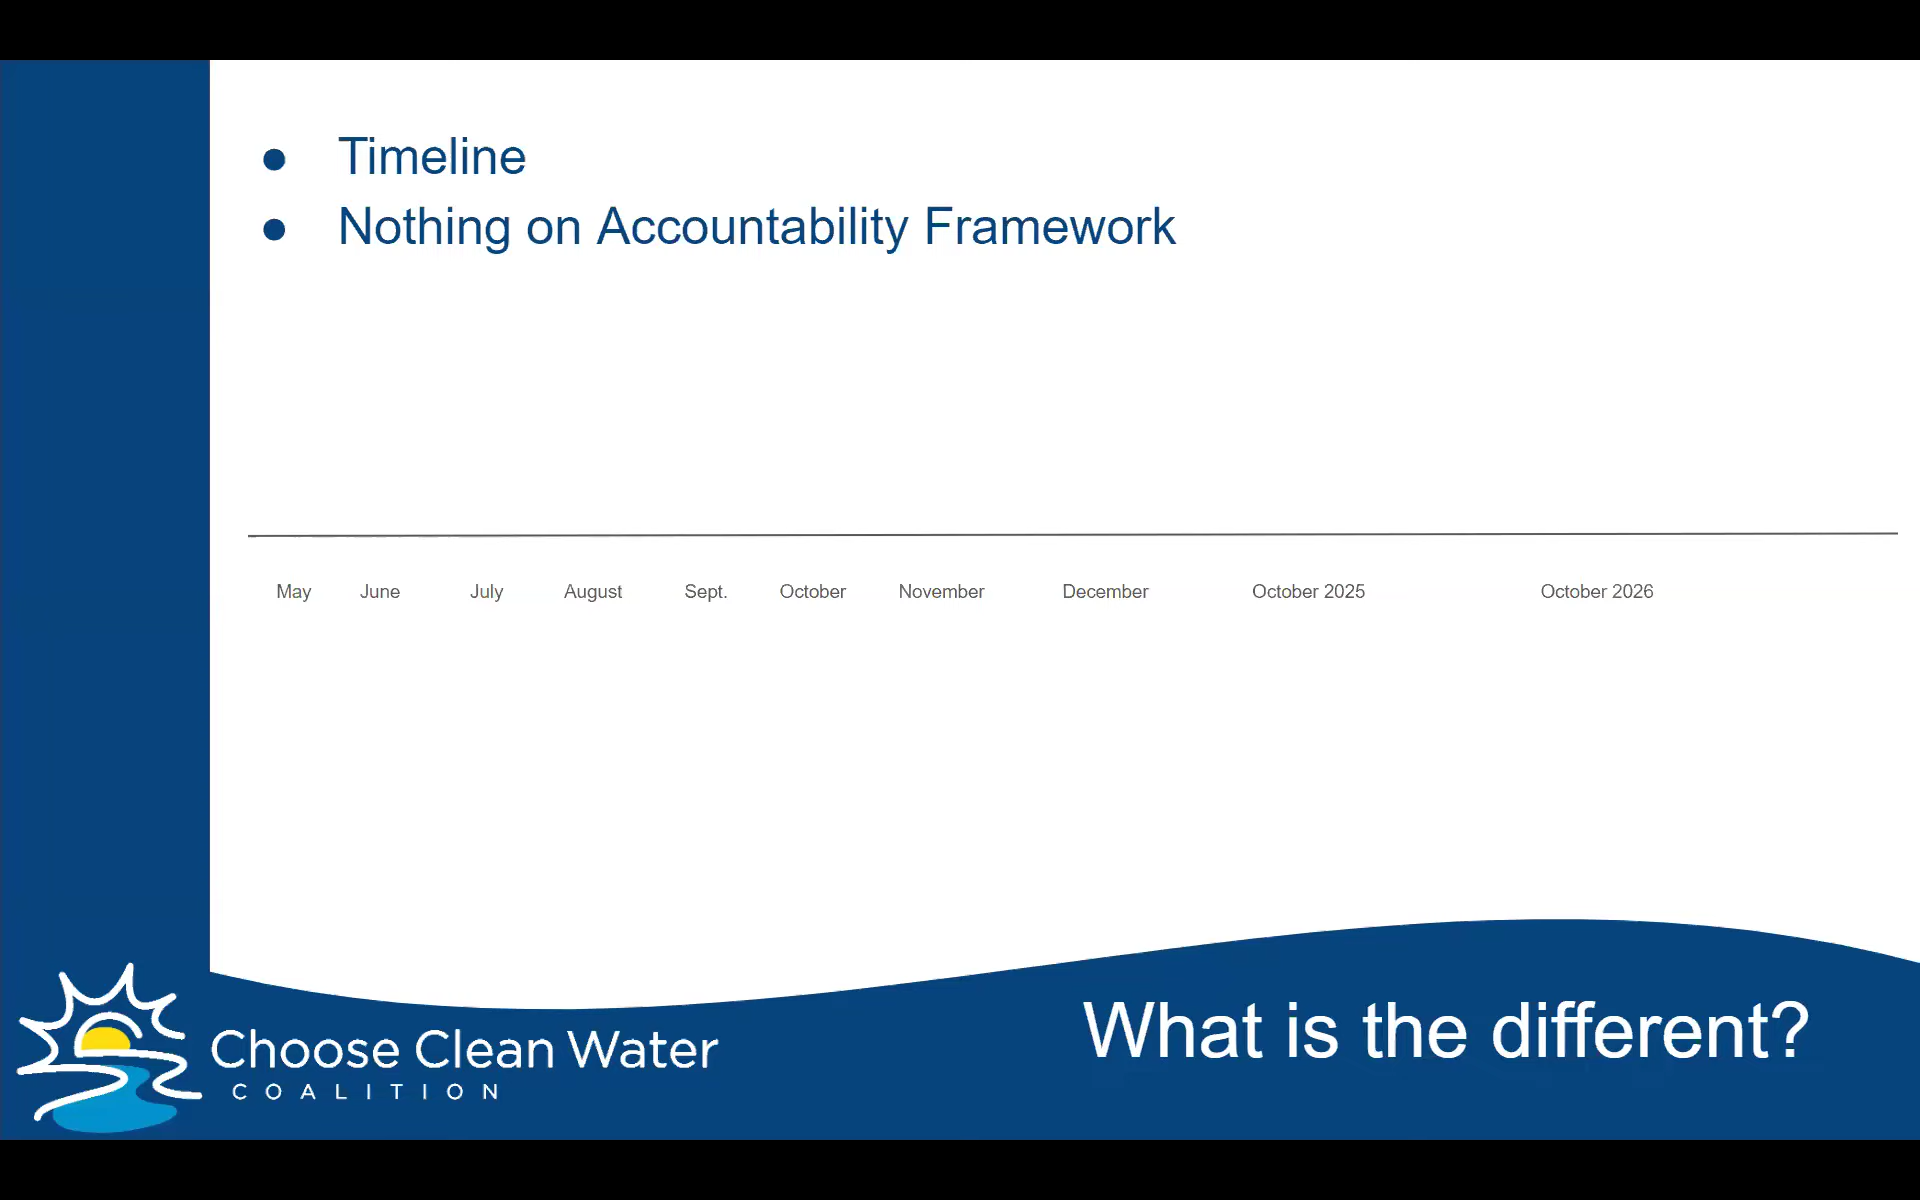 Timeline
Nothing on Accountability Framework
May June July August Sept. October November December October 2025 October 2026
What is the different?
Choose Clean Water
COALITION